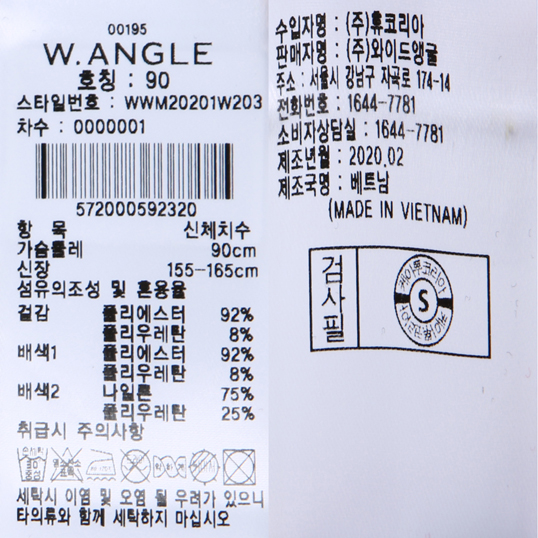 00195
W.ANGLE
호칭 : 90
스타일번호 : WWM20201W203
차수 : 0000001
572000592320
항 목 신체치수
가슴둘레 90cm
신장 155-165cm
섬유의조성 및 혼용율
겉감 폴리에스터 92%
폴리우레탄 8%
배색1 폴리에스터 92%
폴리우레탄 8%
배색2 나일론 75%
폴리우레탄 25%
취급시 주의사항
세탁시 이염 및 오염 될 우려가 있으니
타의류와 함께 세탁하지 마십시오
수입자명 : (주)휴코리아
판매자명 : (주)와이드앵귤
주소 : 서울시 강남구 자곡로 174-14
전화번호 : 1644-7781
소비자상담실 : 1644-7781
제조년월 : 2020.02
제조국명 : 베트남
(MADE IN VIETNAM)
검사필
케이휴코리아
S